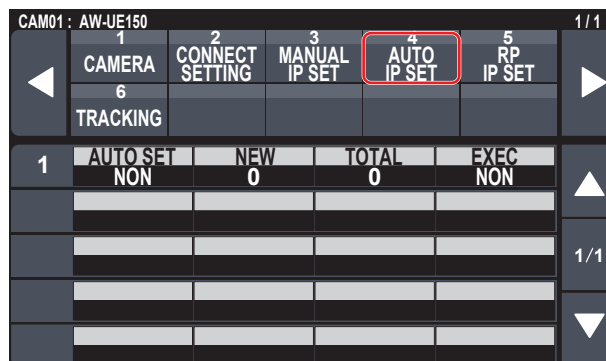 CAM01 : AW-UE150 1 / 1
1 2 3 4 5
CAMERA CONNECT SETTING MANUAL IP SET AUTO IP SET RP IP SET
6
TRACKING
1 AUTO SET NEW TOTAL EXEC
NON 0 0 NON
1/1